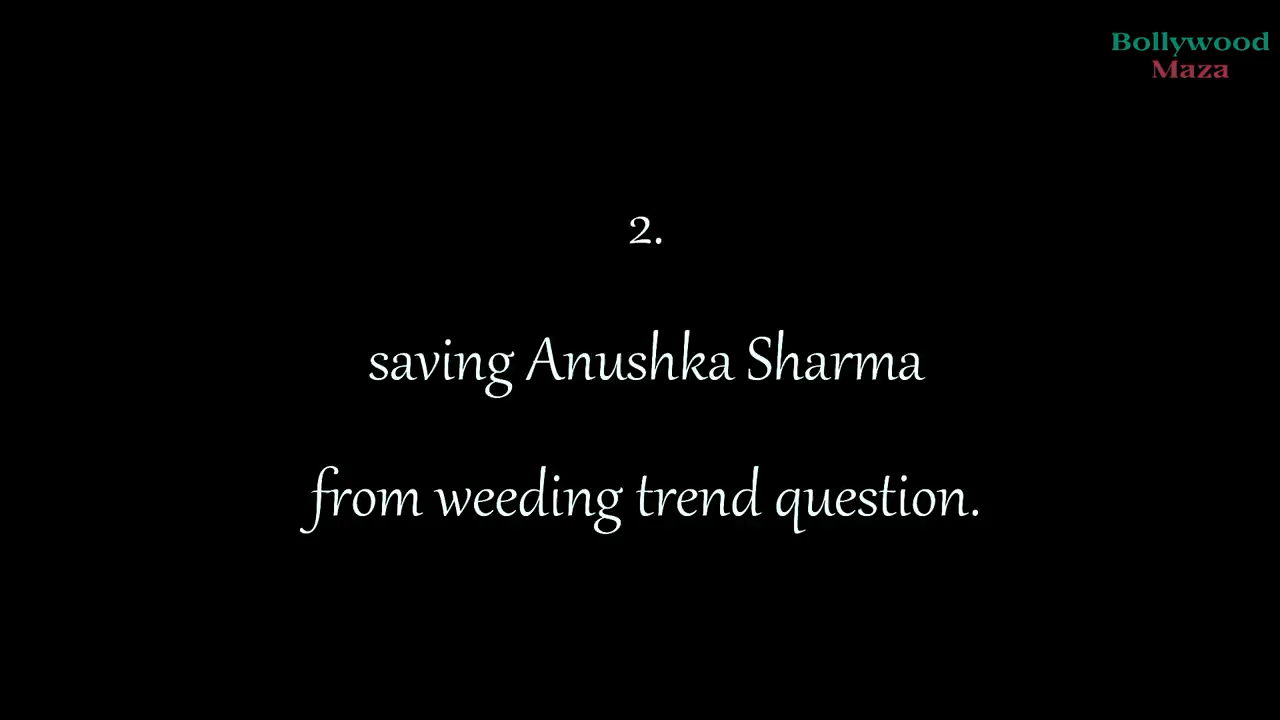 Bollywood
Maza
2.
saving Anushka Sharma
from weeding trend question.